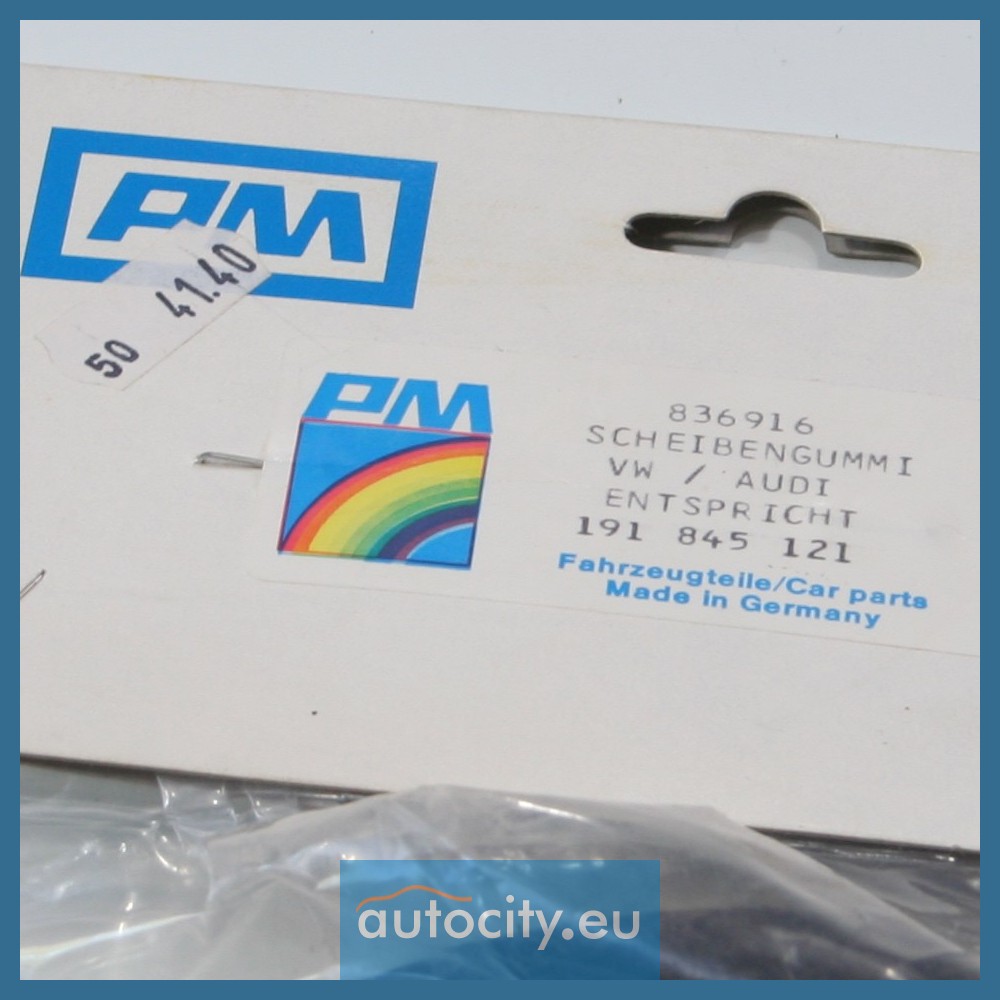 PM
50 41.40
PM
836916
SCHEIBENGUMMI
VW / AUDI
ENTSPRICHT
191 845 121
Fahrzeugteile/Car parts
Made in Germany
autocity.eu